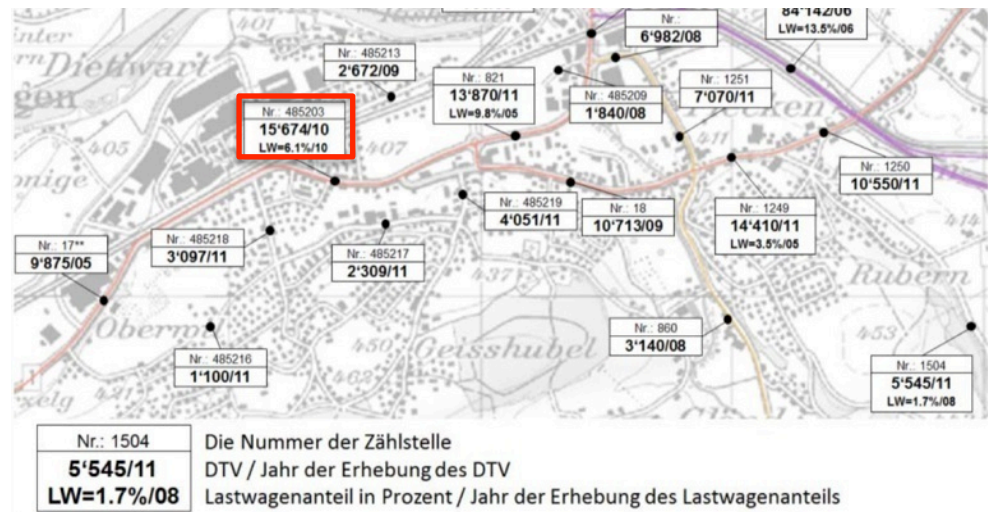 401
Nr.:
6'982/08
84'142/06
LW=13.5%/06
Nr.: 485213
2'672/09
Nr.: 821
13'870/11
LW=9.8%/05
Nr.: 485209
1'840/08
Nr.: 1251
7'070/11
Nr.: 485203
15'674/10
LW=6.1%/10
405
407
411
Nr.: 1250
10'550/11
Nr.: 485219
4'051/11
Nr.: 18
10'713/09
Nr.: 1249
14'410/11
LW=3.5%/05
414
Nr.: 17**
9'875/05
Nr.: 485218
3'097/11
Nr.: 485217
2'309/11
Rubern
Geisshubel
Nr.: 860
3'140/08
453
Nr.: 485216
1'100/11
462
Nr.: 1504
5'545/11
LW=1.7%/08
Nr.: 1504 Die Nummer der Zählstelle
5'545/11 DTV / Jahr der Erhebung des DTV
LW=1.7%/08 Lastwagenanteil in Prozent / Jahr der Erhebung des Lastwagenanteils